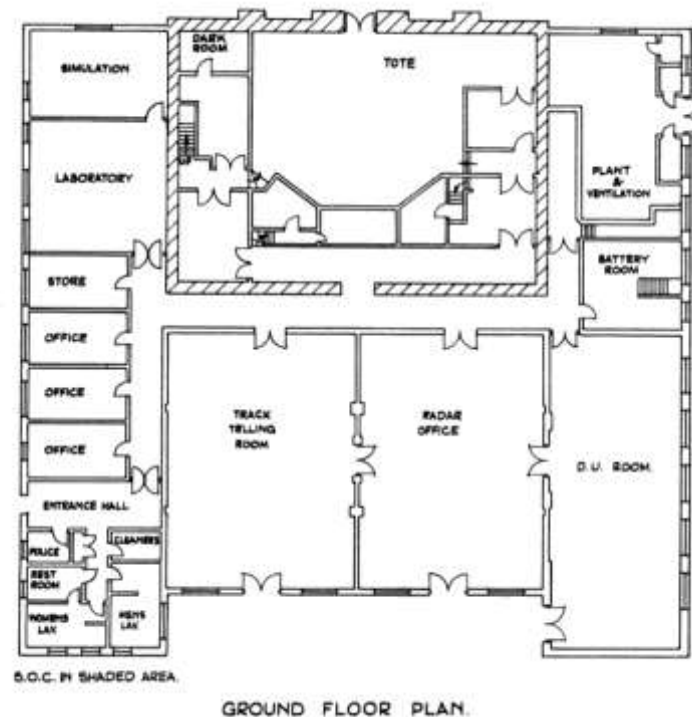 DARK
ROOM
TOTE
SIMULATION
LABORATORY
PLANT
&
VENTILATION
STORE
BATTERY
ROOM
OFFICE
OFFICE
OFFICE
TRACK
TELLING
ROOM
RADAR
OFFICE
D.U. ROOM.
ENTRANCE HALL
POLICE
CLEANERS
REST
ROOM
WOMENS
LAV
MENS
LAV
S.O.C. IN SHADED AREA.
GROUND FLOOR PLAN.